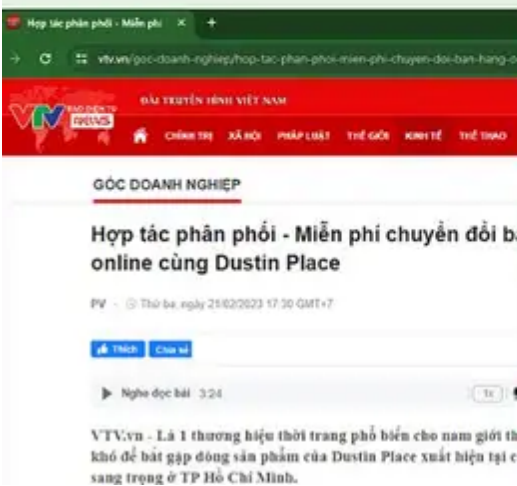 Hợp tác phân phối - Miễn phí
vtv.vn/goc-doanh-nghiep/hop-tac-phan-phoi-mien-phi-chuyen-doi-ban-hang-o
ĐÀI TRUYỀN HÌNH VIỆT NAM
VTV BÁO ĐIỆN TỬ
NEWS
CHÍNH TRỊ XÃ HỘI PHÁP LUẬT THẾ GIỚI KINH TẾ THỂ THAO
GÓC DOANH NGHIỆP
Hợp tác phân phối - Miễn phí chuyển đổi b
online cùng Dustin Place
PV - Thứ ba, ngày 21/02/2023 17:30 GMT+7
Thích Chia sẻ
Nghe đọc bài 3:24 1x
VTV.vn - Là 1 thương hiệu thời trang phổ biến cho nam giới th
khó để bắt gặp dòng sản phẩm của Dustin Place xuất hiện tại c
sang trọng ở TP Hồ Chí Minh.